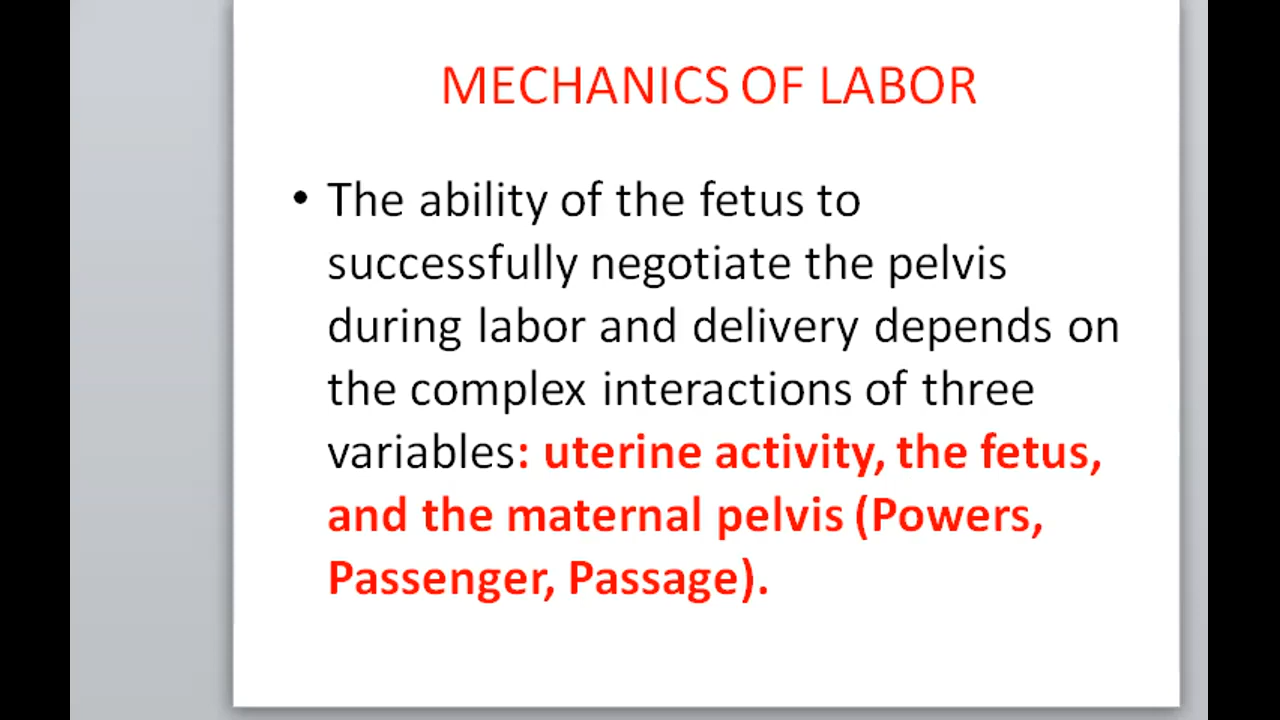 MECHANICS OF LABOR
• The ability of the fetus to
successfully negotiate the pelvis
during labor and delivery depends on
the complex interactions of three
variables: uterine activity, the fetus,
and the maternal pelvis (Powers,
Passenger, Passage).